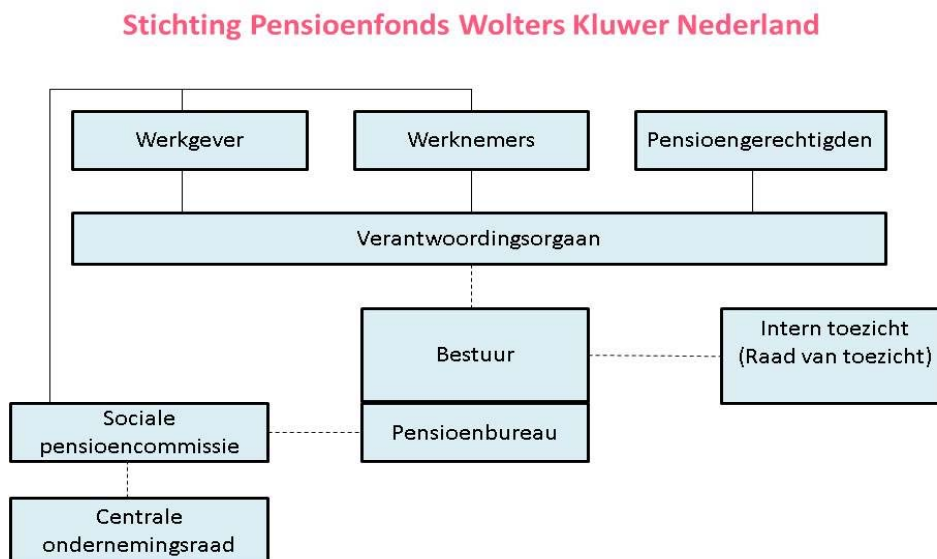 Stichting Pensioenfonds Wolters Kluwer Nederland
Werkgever
Werknemers
Pensioengerechtigden
Verantwoordingsorgaan
Bestuur
Intern toezicht
(Raad van toezicht)
Sociale
pensioencommissie
Pensioenbureau
Centrale
ondernemingsraad